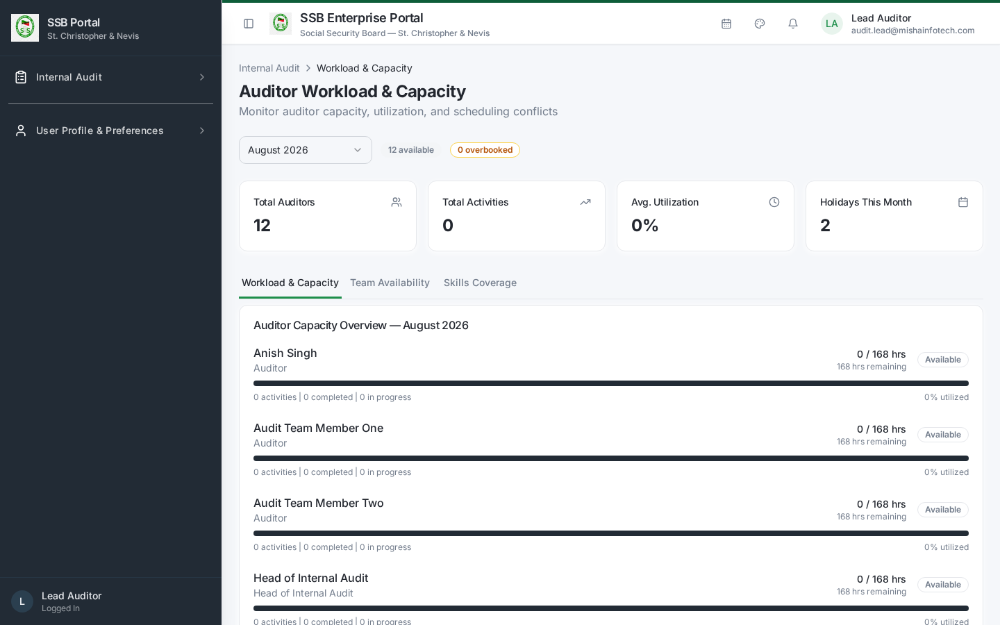 SSB Portal
St. Christopher & Nevis
Internal Audit
User Profile & Preferences
L
Lead Auditor
Logged In
SSB Enterprise Portal
Social Security Board — St. Christopher & Nevis
LA
Lead Auditor
audit.lead@mishainfotech.com
Internal Audit
Workload & Capacity
Auditor Workload & Capacity
Monitor auditor capacity, utilization, and scheduling conflicts
August 2026
12 available
0 overbooked
Total Auditors
12
Total Activities
0
Avg. Utilization
0%
Holidays This Month
2
Workload & Capacity
Team Availability
Skills Coverage
Auditor Capacity Overview — August 2026
Anish Singh
Auditor
0 / 168 hrs
168 hrs remaining
Available
0 activities | 0 completed | 0 in progress
0% utilized
Audit Team Member One
Auditor
0 / 168 hrs
168 hrs remaining
Available
0 activities | 0 completed | 0 in progress
0% utilized
Audit Team Member Two
Auditor
0 / 168 hrs
168 hrs remaining
Available
0 activities | 0 completed | 0 in progress
0% utilized
Head of Internal Audit
Head of Internal Audit
0 / 168 hrs
168 hrs remaining
Available
0 activities | 0 completed | 0 in progress
0% utilized